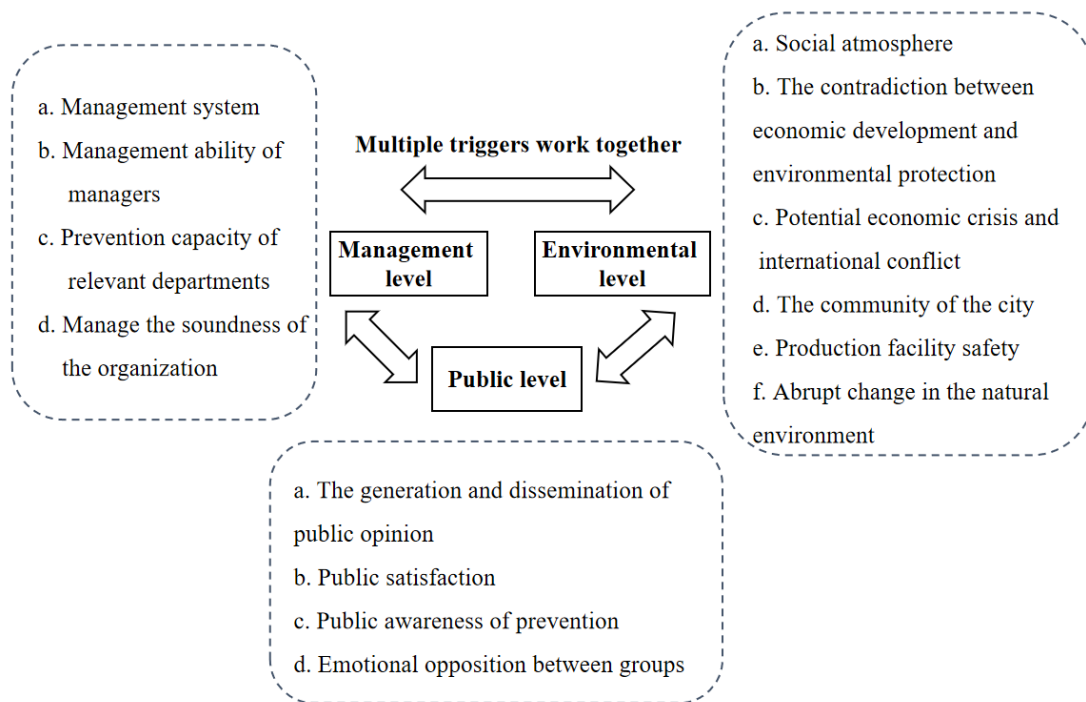 a. Management system
b. Management ability of
managers
c. Prevention capacity of
relevant departments
d. Manage the soundness of
the organization
Multiple triggers work together
Management
level
Environmental
level
Public level
a. Social atmosphere
b. The contradiction between
economic development and
environmental protection
c. Potential economic crisis and
international conflict
d. The community of the city
e. Production facility safety
f. Abrupt change in the natural
environment
a. The generation and dissemination of
public opinion
b. Public satisfaction
c. Public awareness of prevention
d. Emotional opposition between groups